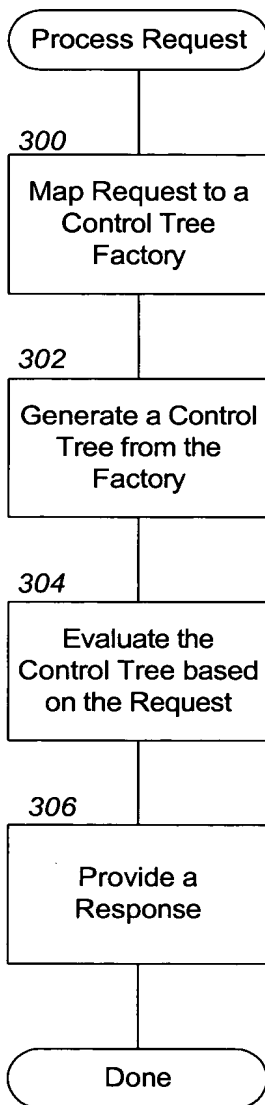 Process Request
300
Map Request to a
Control Tree
Factory
302
Generate a Control
Tree from the
Factory
304
Evaluate the
Control Tree based
on the Request
306
Provide a
Response
Done